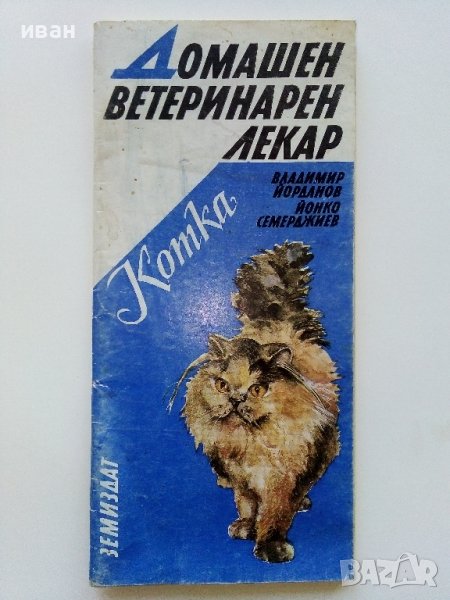 иван
ДОМАШЕН
ВЕТЕРИНАРЕН
ЛЕКАР
ВЛАДИМИР
ЙОРДАНОВ
ЙОНКО
СЕМЕРДЖИЕВ
Котка
ЗЕМИЗДАТ
BAZAR